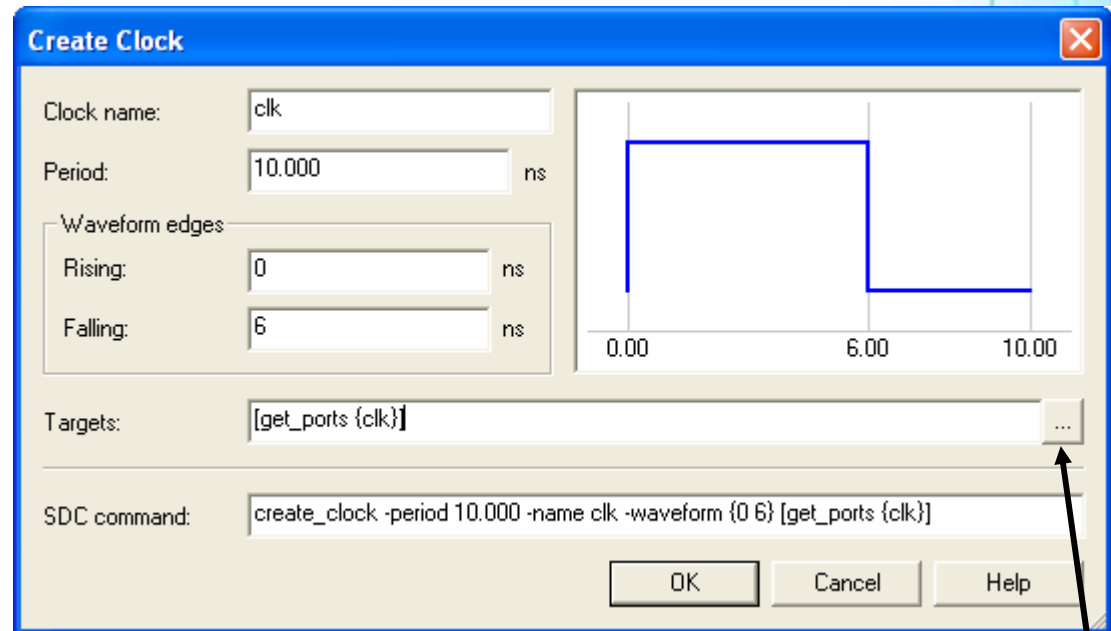 Create Clock
Clock name: clk
Period: 10.000 ns
Waveform edges
Rising: 0 ns
Falling: 6 ns
0.00 6.00 10.00
Targets: [get_ports {clk}] ...
SDC command: create_clock -period 10.000 -name clk -waveform {0 6} [get_ports {clk}]
OK Cancel Help